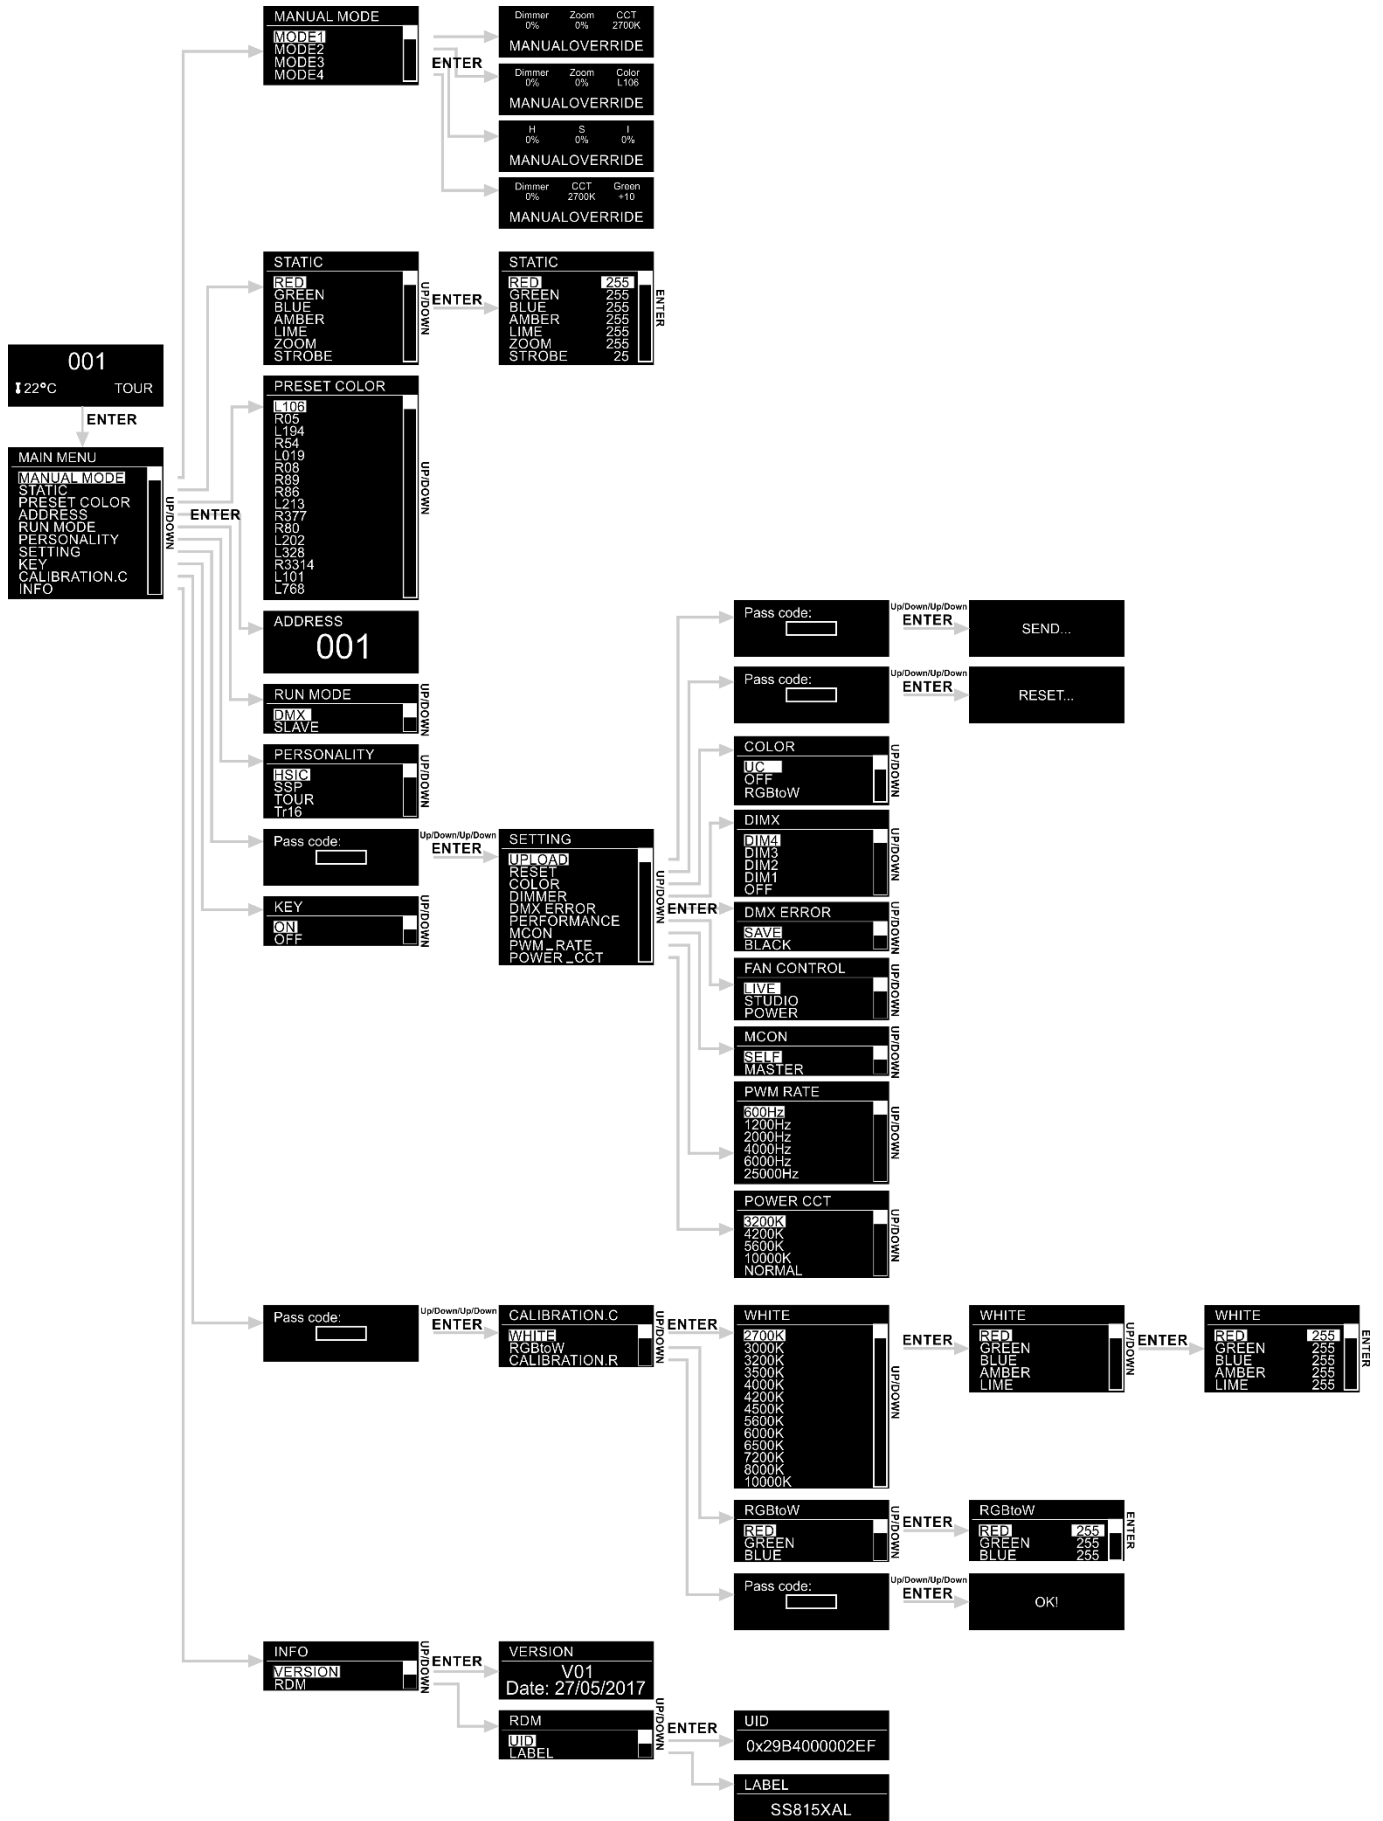 MANUAL MODE
MODE1
MODE2
MODE3
MODE4
ENTER
Dimmer Zoom CCT
0% 0% 2700K
MANUALOVERRIDE
Dimmer Zoom Color
0% 0% L106
MANUALOVERRIDE
H S I
0% 0% 0%
MANUALOVERRIDE
Dimmer CCT Green
0% 2700K +10
MANUALOVERRIDE
STATIC
RED
GREEN
BLUE
AMBER
LIME
ZOOM
STROBE
UP/DOWN
ENTER
STATIC
RED 255
GREEN 255
BLUE 255
AMBER 255
LIME 255
ZOOM 255
STROBE 25
ENTER
001
22°C TOUR
ENTER
MAIN MENU
MANUAL MODE
STATIC
PRESET COLOR
ADDRESS
RUN MODE
PERSONALITY
SETTING
KEY
CALIBRATION.C
INFO
UP/DOWN
ENTER
PRESET COLOR
L106
R05
L194
R54
L019
R08
R89
R86
L213
R377
R80
L202
L328
R3314
L101
L768
UP/DOWN
ADDRESS
001
RUN MODE
DMX
SLAVE
UP/DOWN
PERSONALITY
HSIC
SSP
TOUR
Tr16
UP/DOWN
Pass code:
Up/Down/Up/Down
ENTER
KEY
ON
OFF
UP/DOWN
SETTING
UPLOAD
RESET
COLOR
DIMMER
DMX ERROR
PERFORMANCE
MCON
PWM_RATE
POWER_CCT
UP/DOWN
ENTER
Pass code:
Up/Down/Up/Down
ENTER
SEND...
Pass code:
Up/Down/Up/Down
ENTER
RESET...
COLOR
UC
OFF
RGBtoW
UP/DOWN
DIMX
DIM4
DIM3
DIM2
DIM1
OFF
UP/DOWN
DMX ERROR
SAVE
BLACK
UP/DOWN
FAN CONTROL
LIVE
STUDIO
POWER
UP/DOWN
MCON
SELF
MASTER
UP/DOWN
PWM RATE
600Hz
1200Hz
2000Hz
4000Hz
6000Hz
25000Hz
UP/DOWN
POWER CCT
3200K
4200K
5600K
10000K
NORMAL
UP/DOWN
Pass code:
Up/Down/Up/Down
ENTER
CALIBRATION.C
WHITE
RGBtoW
CALIBRATION.R
UP/DOWN
ENTER
WHITE
2700K
3000K
3200K
3500K
4000K
4200K
4500K
5600K
6000K
6500K
7200K
8000K
10000K
UP/DOWN
ENTER
WHITE
RED
GREEN
BLUE
AMBER
LIME
UP/DOWN
ENTER
WHITE
RED 255
GREEN 255
BLUE 255
AMBER 255
LIME 255
ENTER
RGBtoW
RED
GREEN
BLUE
UP/DOWN
ENTER
RGBtoW
RED 255
GREEN 255
BLUE 255
ENTER
Pass code:
Up/Down/Up/Down
ENTER
OK!
INFO
VERSION
RDM
UP/DOWN
ENTER
VERSION
V01
Date: 27/05/2017
RDM
UID
LABEL
UP/DOWN
ENTER
UID
0x29B4000002EF
LABEL
SS815XAL